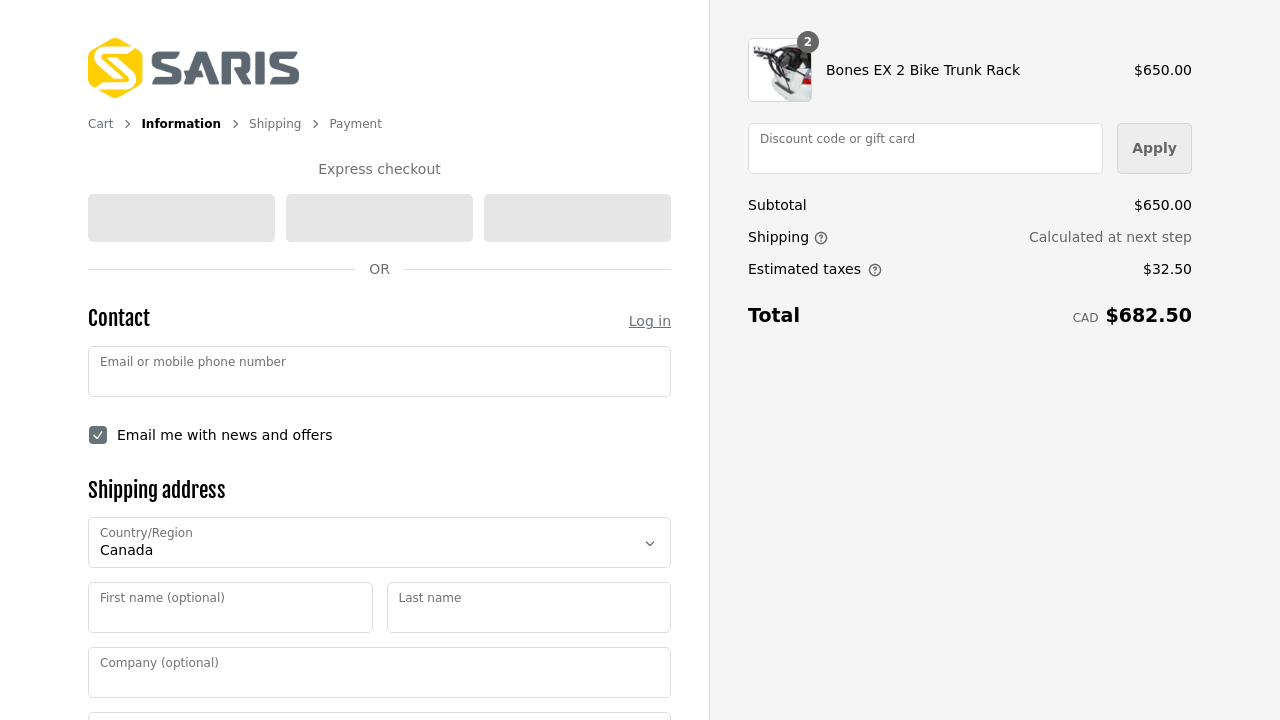 SARIS
Cart > Information > Shipping > Payment
Express checkout
OR
Contact
Log in
Email or mobile phone number
Email me with news and offers
Shipping address
Country/Region
Canada
First name (optional)
Last name
Company (optional)
2
Bones EX 2 Bike Trunk Rack
$650.00
Discount code or gift card
Apply
Subtotal
$650.00
Shipping
Calculated at next step
Estimated taxes
$32.50
Total
CAD $682.50